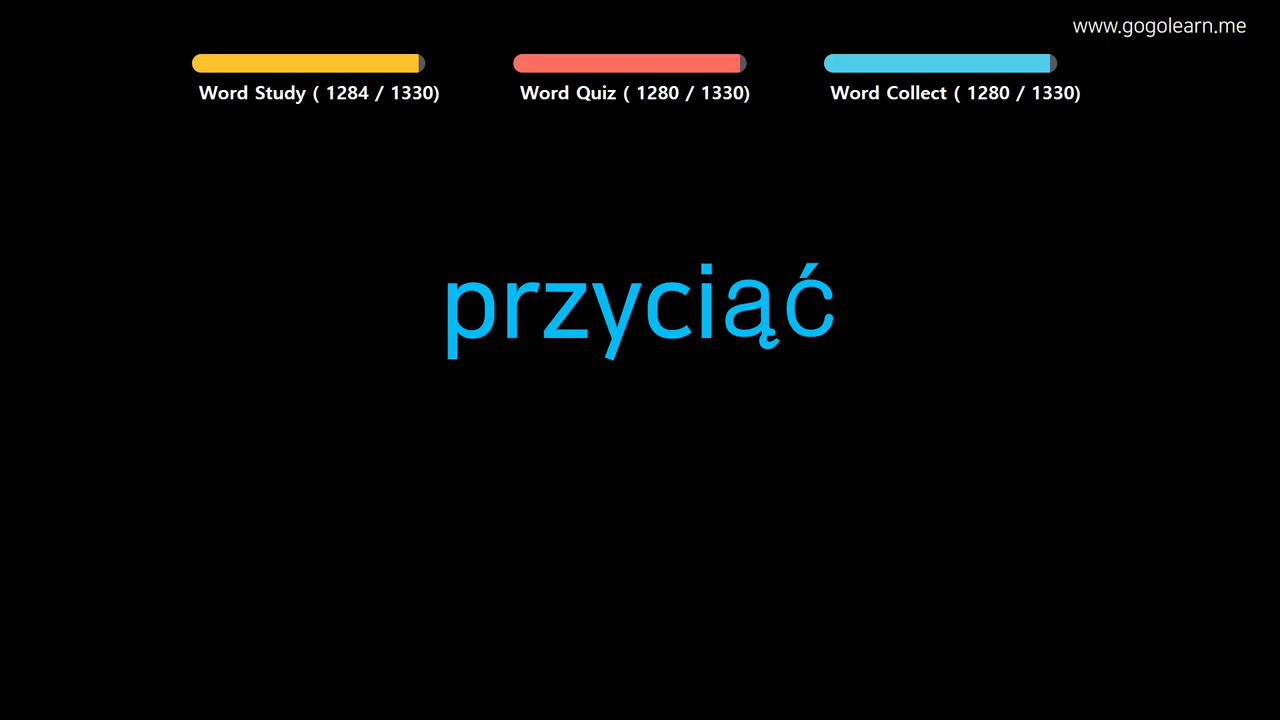 www.gogolearn.me
Word Study ( 1284 / 1330)
Word Quiz ( 1280 / 1330)
Word Collect ( 1280 / 1330)
przyciąć